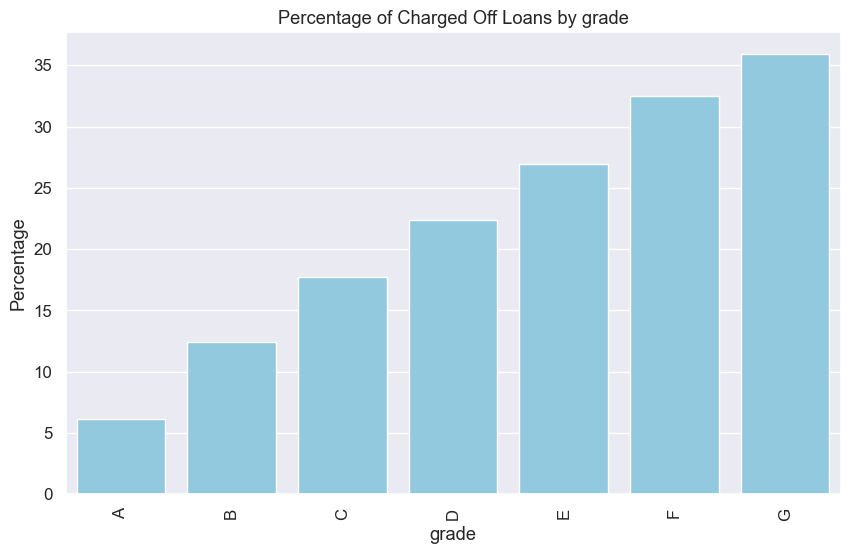 Percentage of Charged Off Loans by grade
Percentage
35
30
25
20
15
10
5
0
A
B
C
D
E
F
G
grade